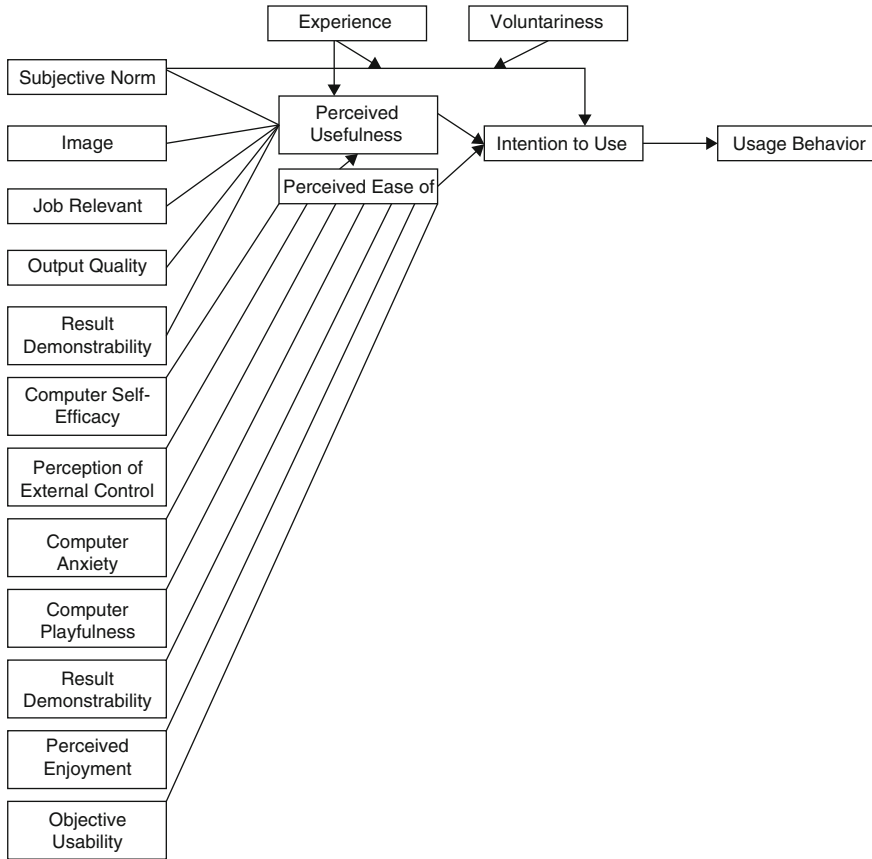 Experience
Voluntariness
Subjective Norm
Perceived
Usefulness
Image
Intention to Use
Usage Behavior
Perceived Ease of
Job Relevant
Output Quality
Result
Demonstrability
Computer Self-
Efficacy
Perception of
External Control
Computer
Anxiety
Computer
Playfulness
Result
Demonstrability
Perceived
Enjoyment
Objective
Usability